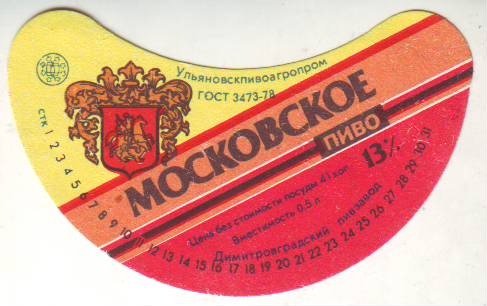 Ульяновскпивоагропром
ГОСТ 3473-78
МОСКОВСКОЕ
ПИВО
13%
Цена без стоимости посуды 41 коп
Вместимость 0,5 л
Димитровградский пивзавод
СТК 1 2 3 4 5 6 7 8 9 10 11 12 13 14 15 16 17 18 19 20 21 22 23 24 25 26 27 28 29 30 31